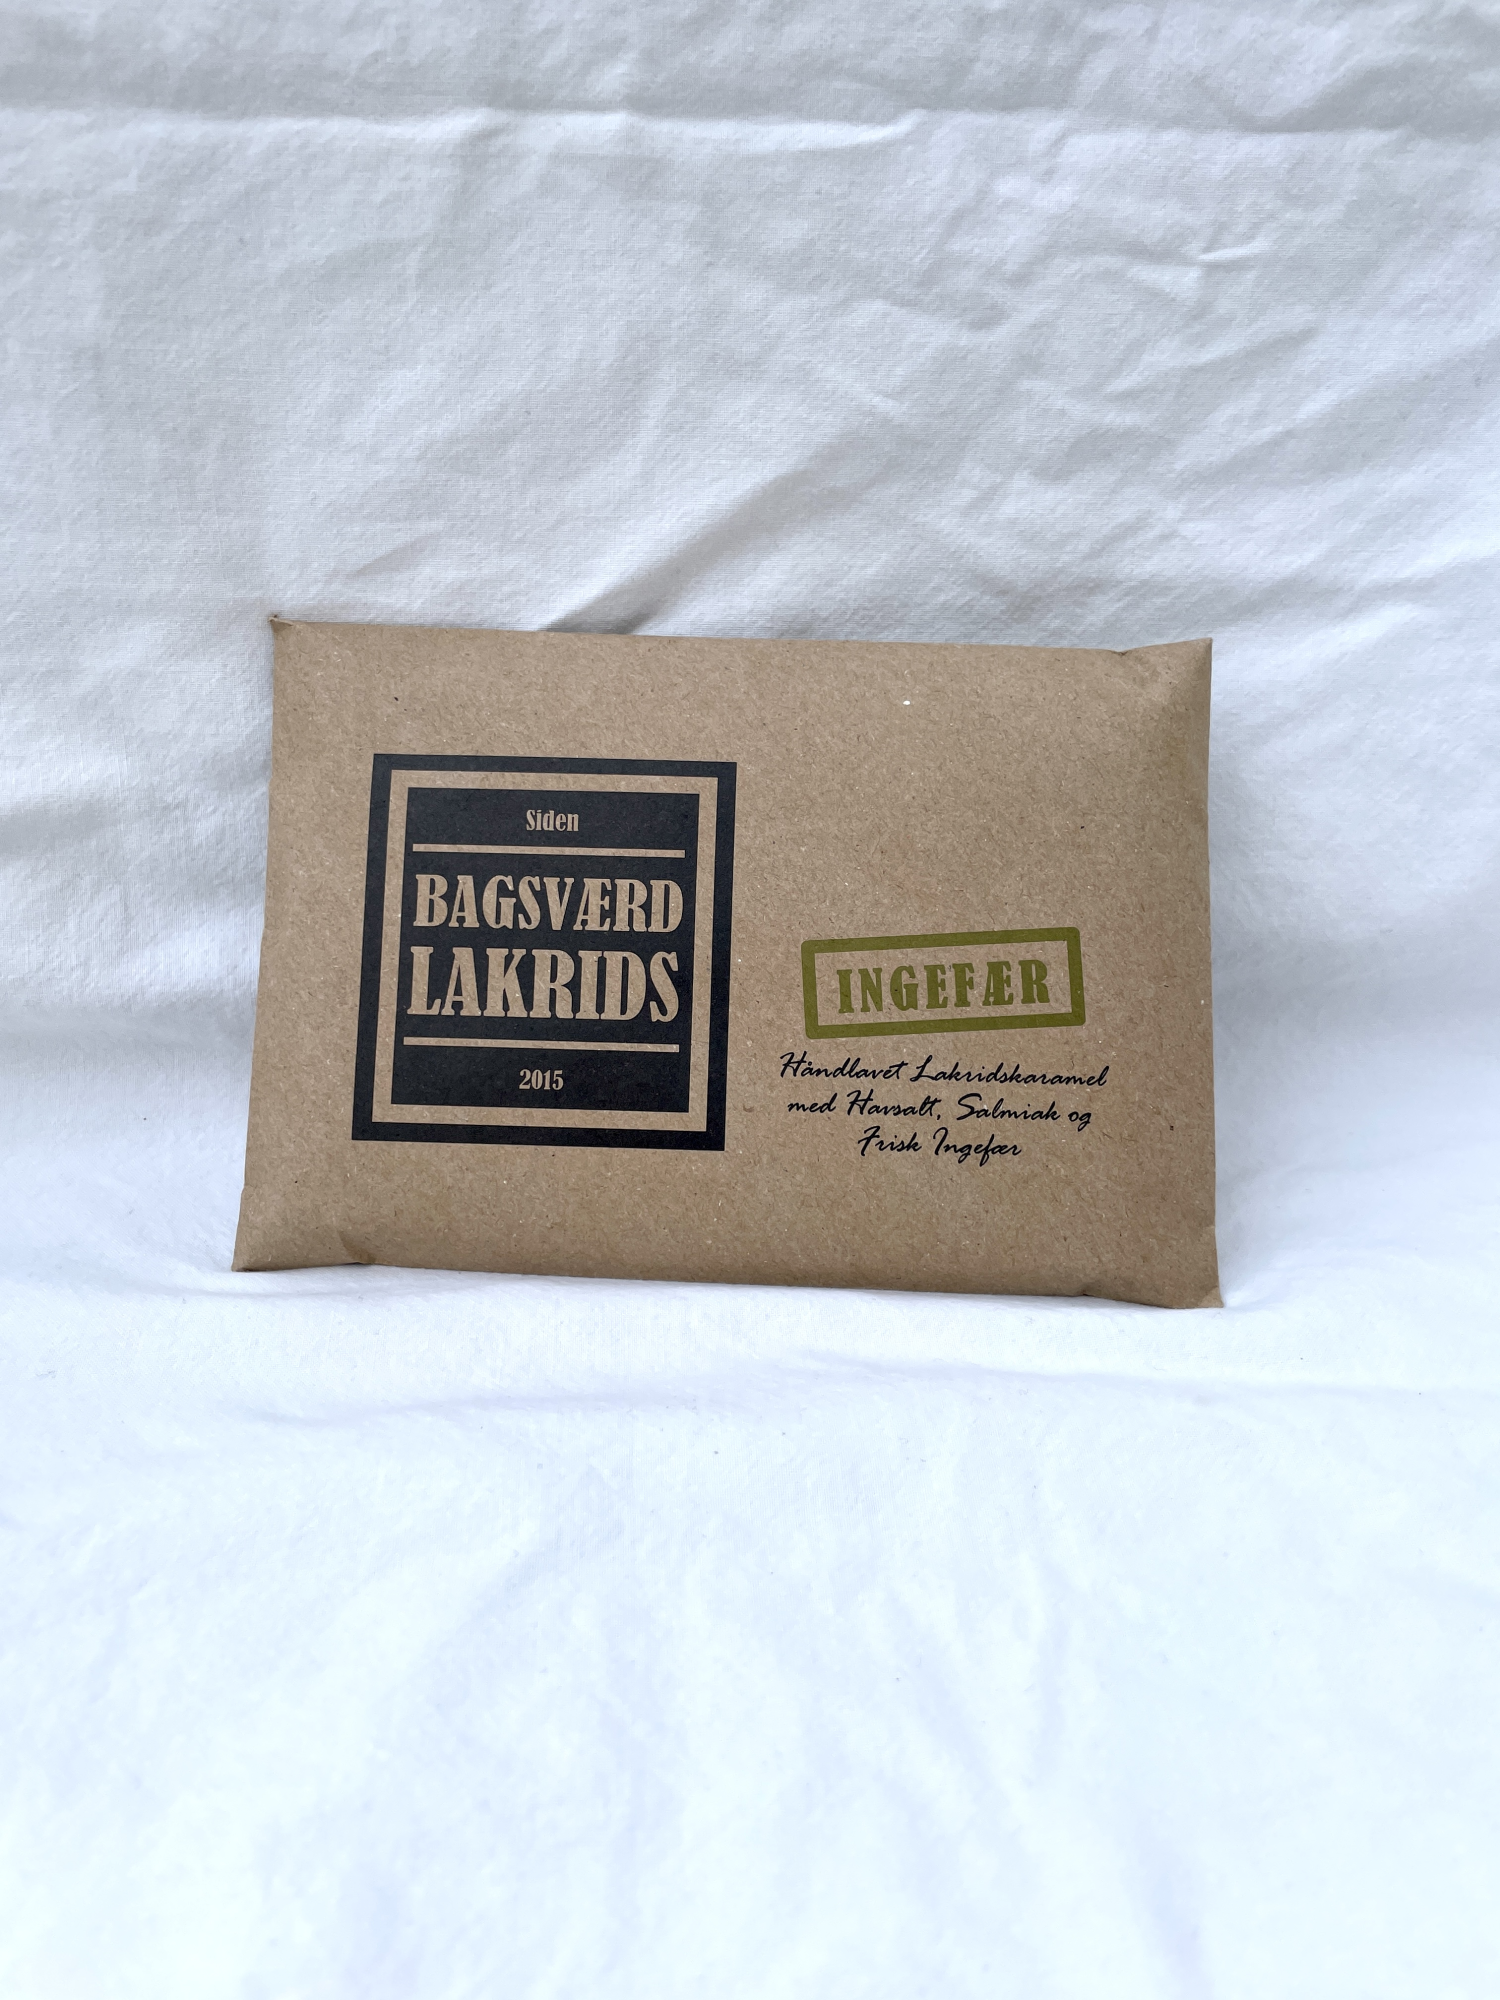 Siden
BAGSVÆRD
LAKRIDS
2015
INGEFÆR
Håndlavet Lakridskaramel
med Havsalt, Salmiak og
Frisk Ingefær